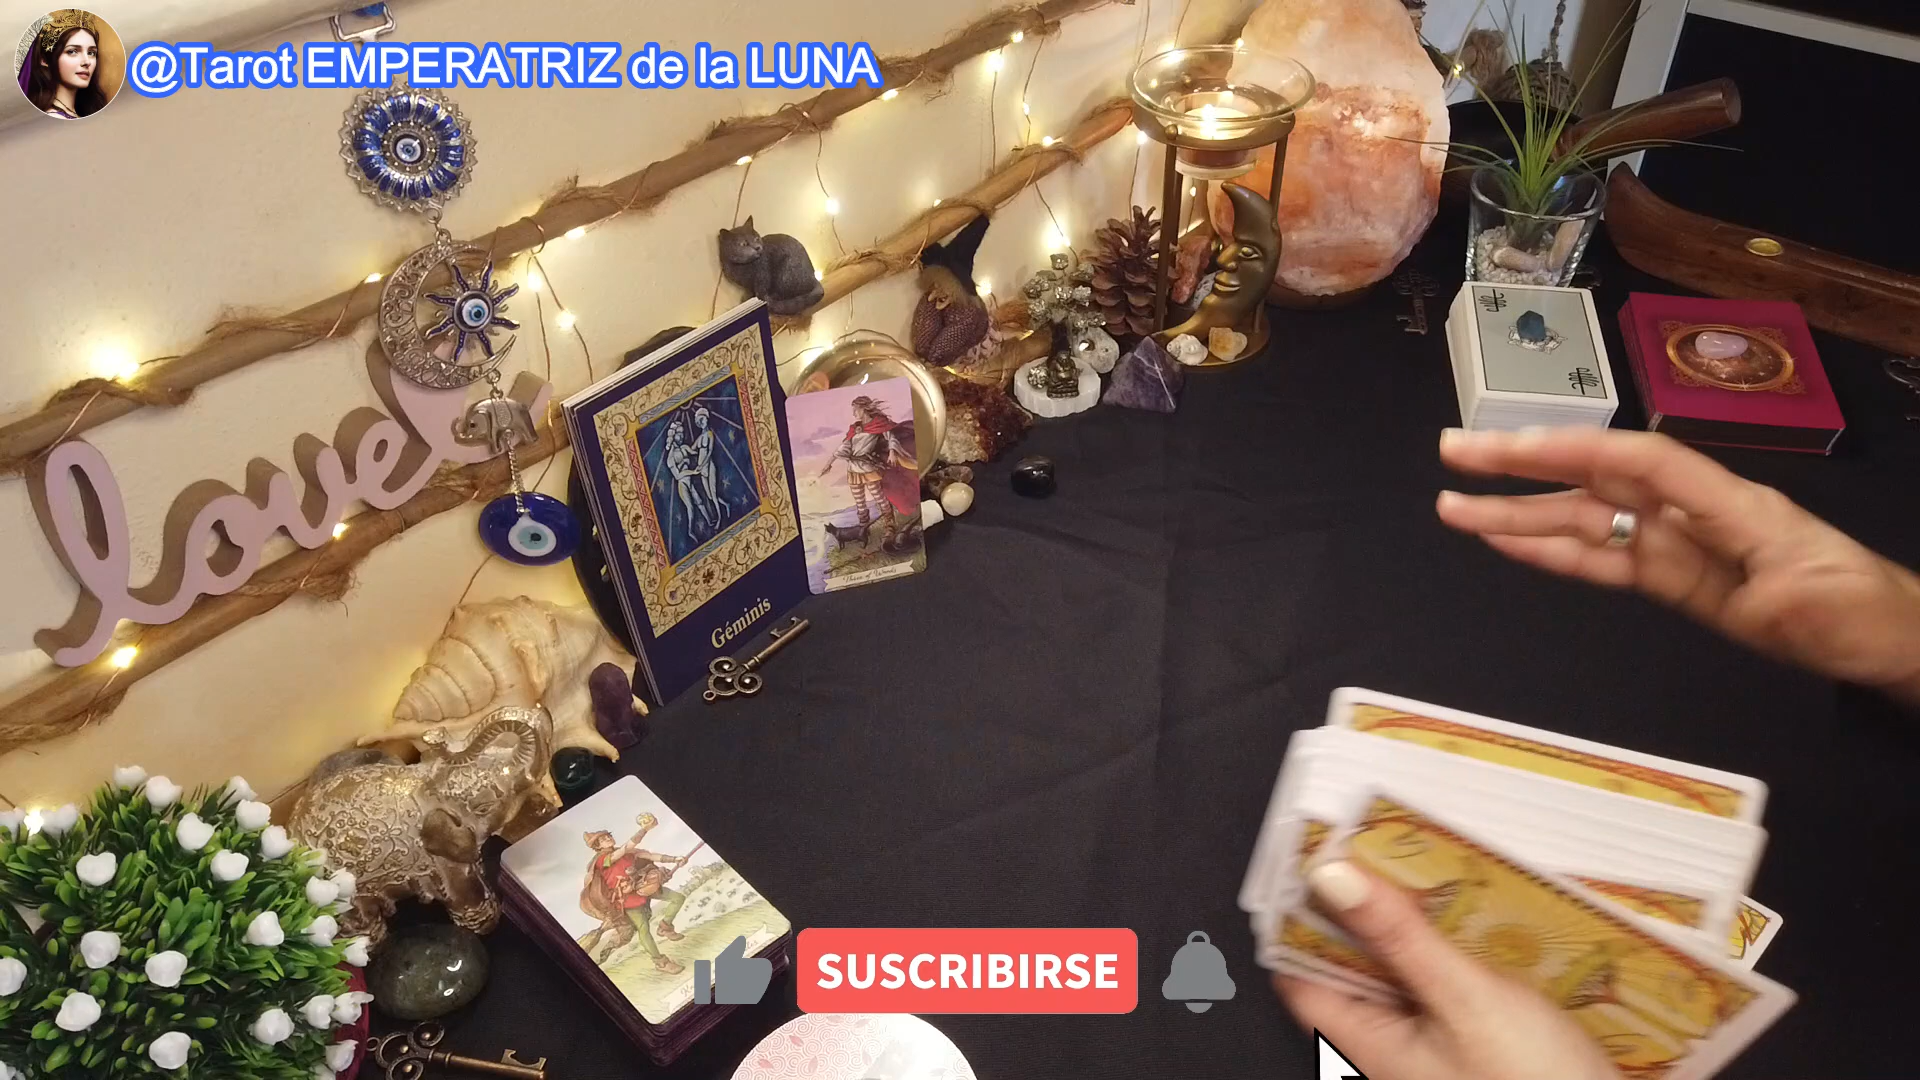 @Tarot EMPERATRIZ de la LUNA
love
Géminis
SUSCRIBIRSE